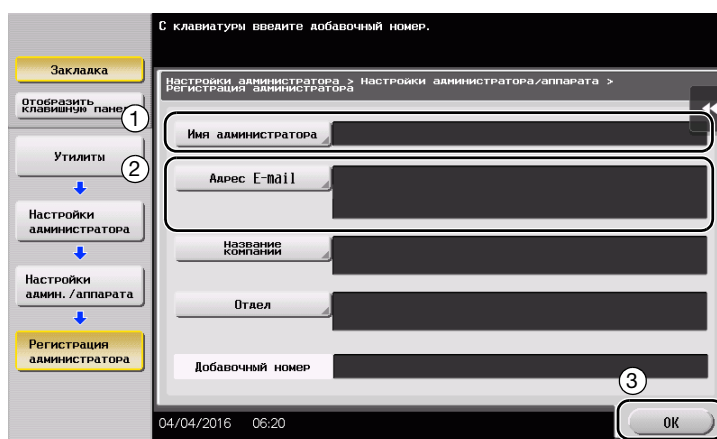 С клавиатуры введите добавочный номер.
Закладка
Отобразить
клавишную панель
1
Настройки администратора > Настройки администратора/аппарата >
Регистрация администратора
Имя администратора
Утилиты
2
Адрес E-mail
Настройки
администратора
Название
компании
Настройки
админ./аппарата
Отдел
Регистрация
администратора
Добавочный номер
3
04/04/2016 06:20
OK